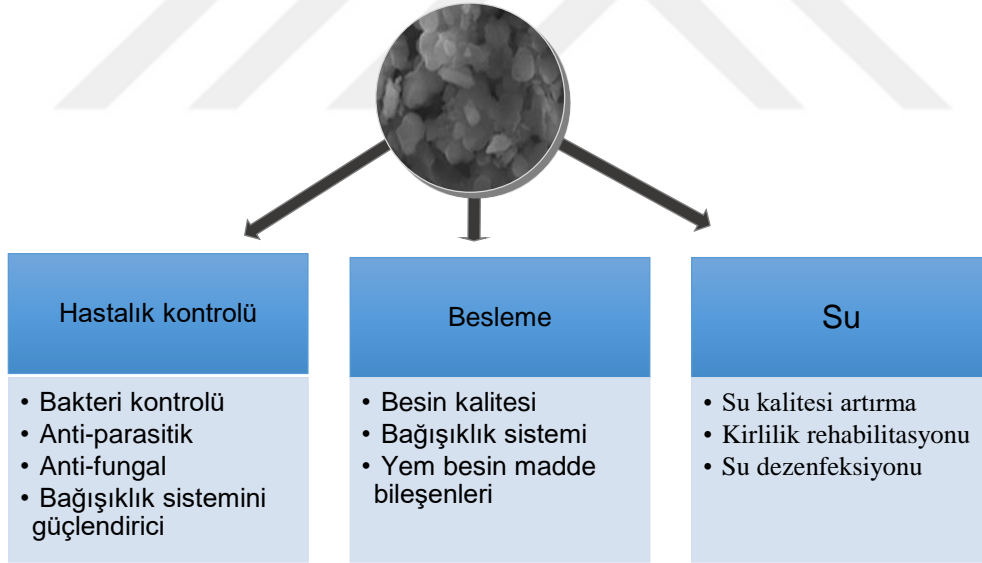 Hastalık kontrolü
• Bakteri kontrolü
• Anti-parasitik
• Anti-fungal
• Bağışıklık sistemini
güçlendirici
Besleme
• Besin kalitesi
• Bağışıklık sistemi
• Yem besin madde
bileşenleri
Su
• Su kalitesi artırma
• Kirlilik rehabilitasyonu
• Su dezenfeksiyonu